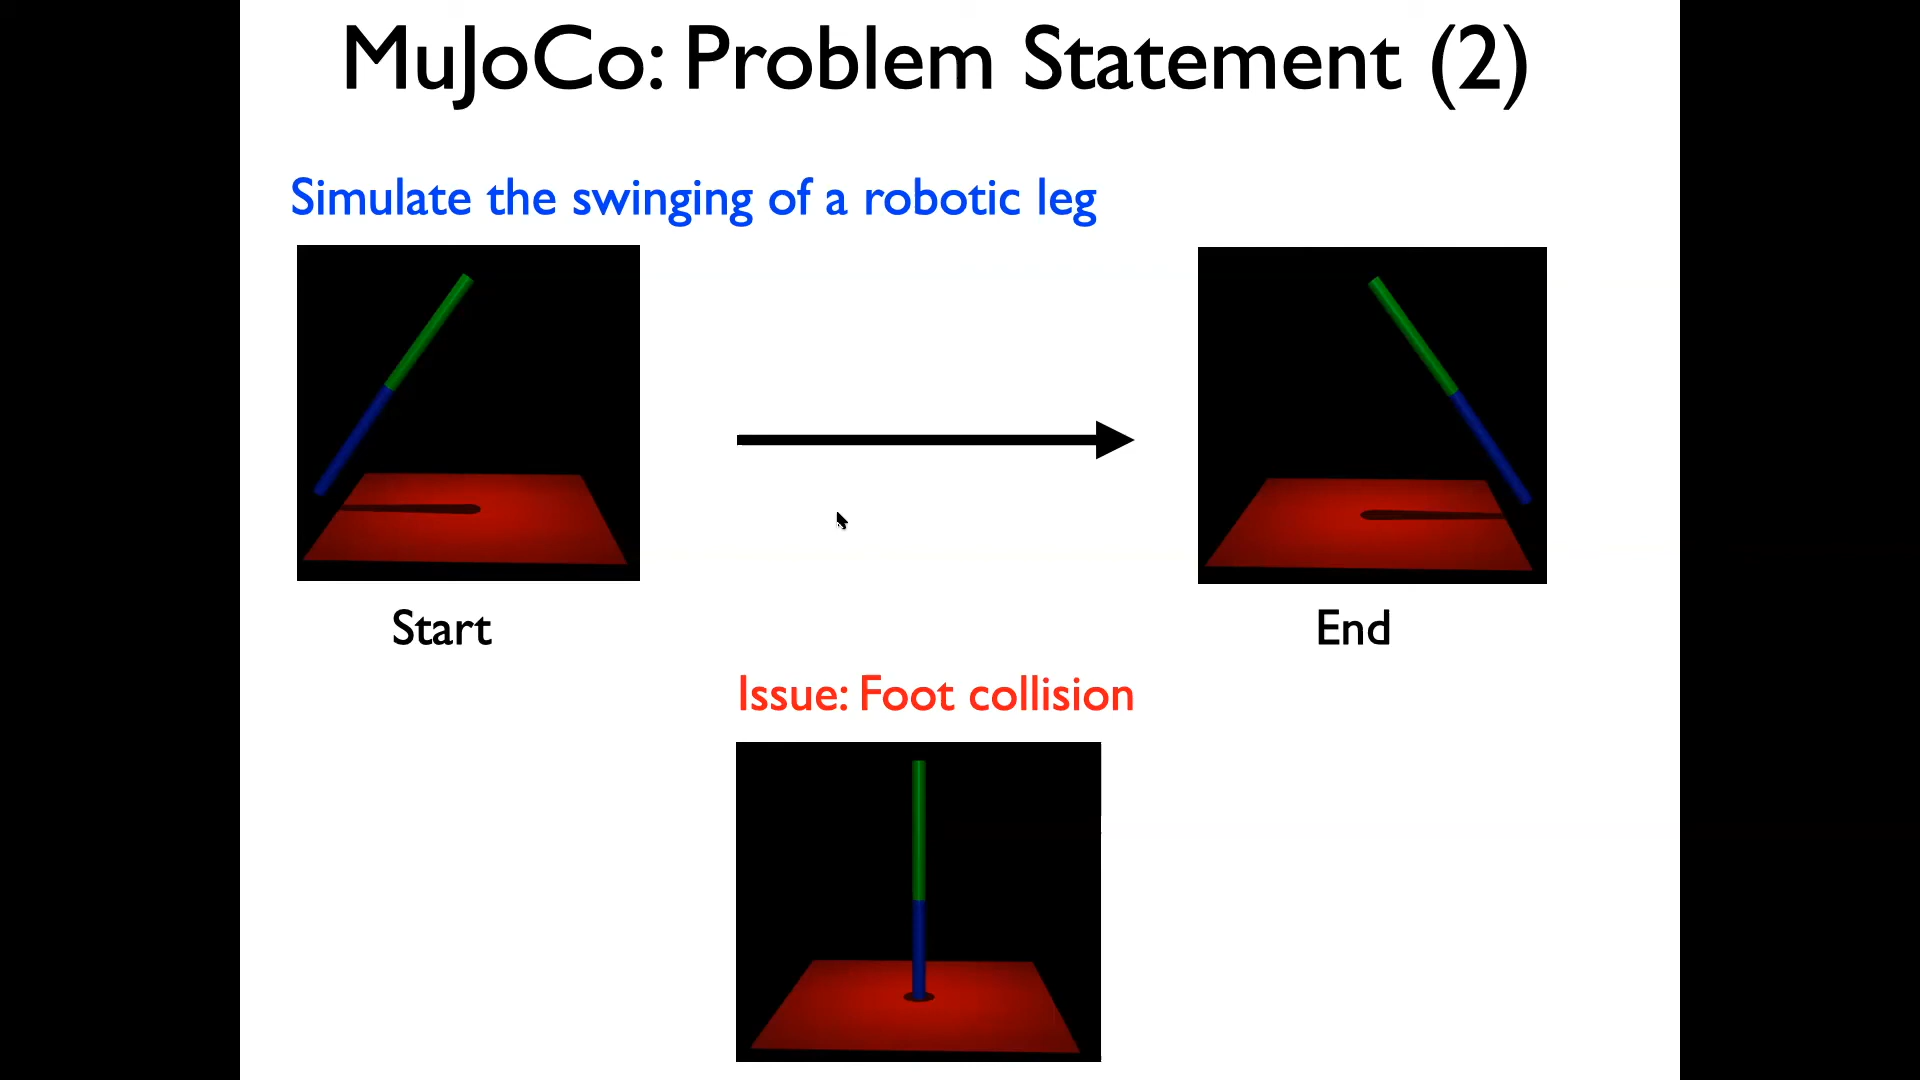 MuJoCo: Problem Statement (2)
Simulate the swinging of a robotic leg
Start
End
Issue: Foot collision